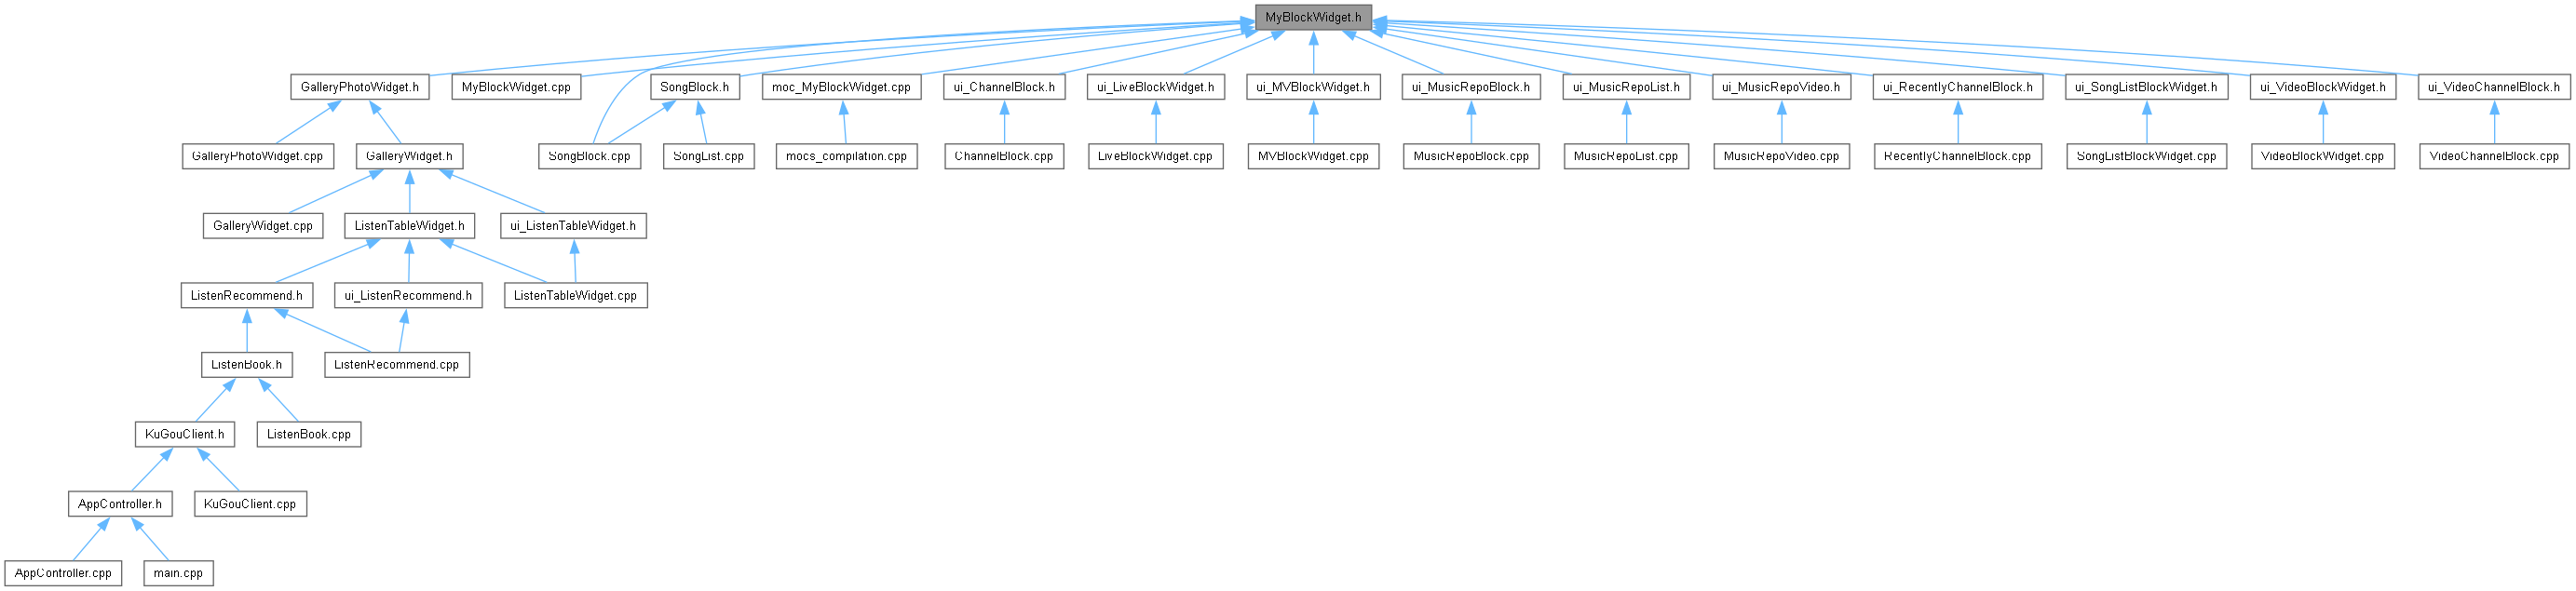 MyBlockWidget.h
GalleryPhotoWidget.h
MyBlockWidget.cpp
SongBlock.h
moc_MyBlockWidget.cpp
ui_ChannelBlock.h
ui_LiveBlockWidget.h
ui_MVBlockWidget.h
ui_MusicRepoBlock.h
ui_MusicRepoList.h
ui_MusicRepoVideo.h
ui_RecentlyChannelBlock.h
ui_SongListBlockWidget.h
ui_VideoBlockWidget.h
ui_VideoChannelBlock.h
GalleryPhotoWidget.cpp
GalleryWidget.h
SongBlock.cpp
SongList.cpp
mocs_compilation.cpp
ChannelBlock.cpp
LiveBlockWidget.cpp
MVBlockWidget.cpp
MusicRepoBlock.cpp
MusicRepoList.cpp
MusicRepoVideo.cpp
RecentlyChannelBlock.cpp
SongListBlockWidget.cpp
VideoBlockWidget.cpp
VideoChannelBlock.cpp
GalleryWidget.cpp
ListenTableWidget.h
ui_ListenTableWidget.h
ListenRecommend.h
ui_ListenRecommend.h
ListenTableWidget.cpp
ListenBook.h
ListenRecommend.cpp
KuGouClient.h
ListenBook.cpp
AppController.h
KuGouClient.cpp
AppController.cpp
main.cpp